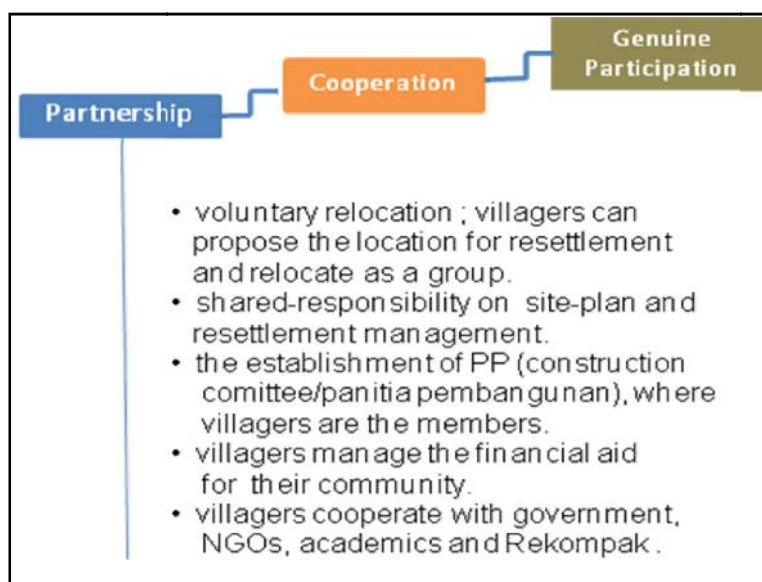 Genuine
Participation
Cooperation
Partnership
• voluntary relocation ; villagers can
propose the location for resettlement
and relocate as a group.
• shared-responsibility on site-plan and
resettlement management.
• the establishment of PP (construction
comittee/panitia pembangunan), where
villagers are the members.
• villagers manage the financial aid
for their community.
• villagers cooperate with government,
NGOs, academics and Rekompak .